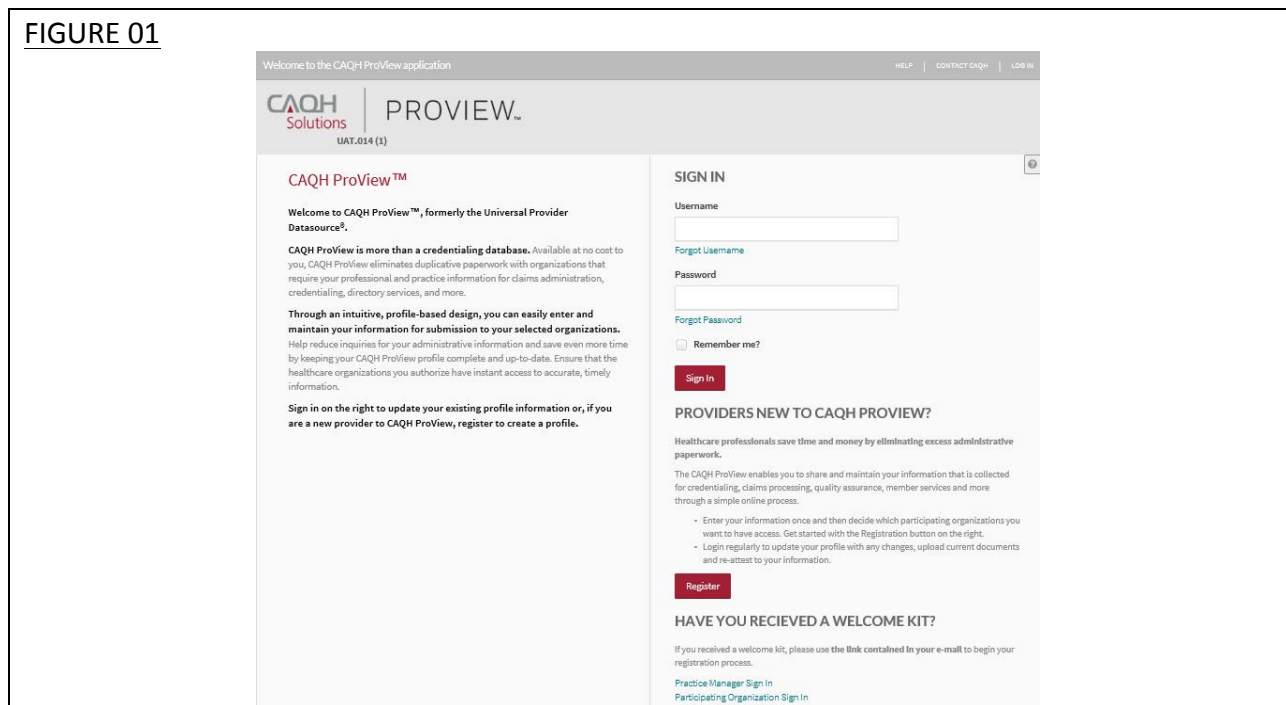 FIGURE 01
Welcome to the CAQH ProView application
HELP | CONTACT CAQH | LOG IN
CAQH
Solutions
PROVIEW™
UAT.014 (1)
CAQH ProView™
Welcome to CAQH ProView™, formerly the Universal Provider
Datasource®.
CAQH ProView is more than a credentialing database. Available at no cost to
you, CAQH ProView eliminates duplicative paperwork with organizations that
require your professional and practice information for claims administration,
credentialing, directory services, and more.
Through an intuitive, profile-based design, you can easily enter and
maintain your information for submission to your selected organizations.
Help reduce inquiries for your administrative information and save even more time
by keeping your CAQH ProView profile complete and up-to-date. Ensure that the
healthcare organizations you authorize have instant access to accurate, timely
information.
Sign in on the right to update your existing profile information or, if you
are a new provider to CAQH ProView, register to create a profile.
SIGN IN
Username
Forgot Username
Password
Forgot Password
Remember me?
Sign In
PROVIDERS NEW TO CAQH PROVIEW?
Healthcare professionals save time and money by eliminating excess administrative
paperwork.
The CAQH ProView enables you to share and maintain your information that is collected
for credentialing, claims processing, quality assurance, member services and more
through a simple online process.
• Enter your information once and then decide which participating organizations you
want to have access. Get started with the Registration button on the right.
• Login regularly to update your profile with any changes, upload current documents
and re-attest to your information.
Register
HAVE YOU RECIEVED A WELCOME KIT?
If you received a welcome kit, please use the link contained in your e-mail to begin your
registration process.
Practice Manager Sign In
Participating Organization Sign In